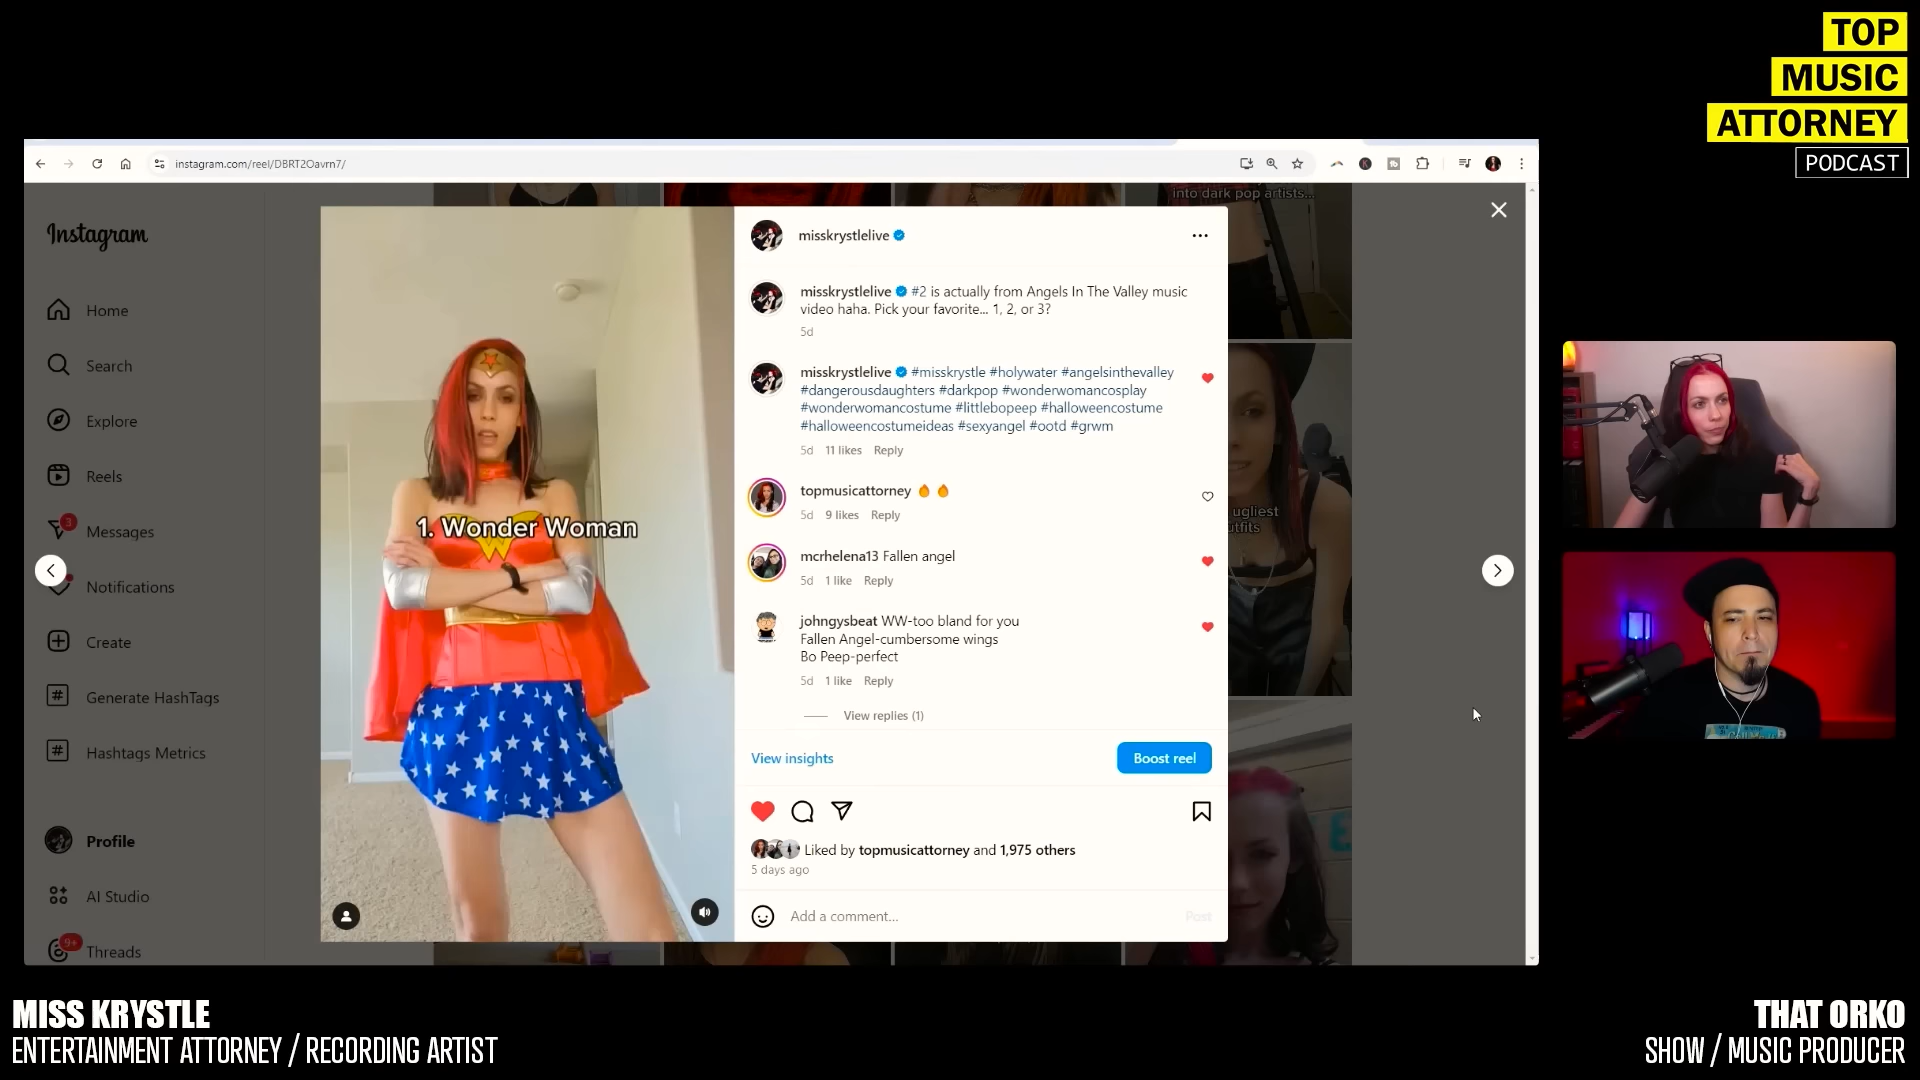 TOP
MUSIC
ATTORNEY
PODCAST
instagram.com/reel/DBRT2Oavrn7/
Instagram
Home
Search
Explore
Reels
3
Messages
Notifications
Create
Generate HashTags
Hashtags Metrics
Profile
AI Studio
9+
Threads
into dark pop artists...
ugliest
1. Wonder Woman
misskrystlelive
misskrystlelive #2 is actually from Angels In The Valley music
video haha. Pick your favorite... 1, 2, or 3?
5d
misskrystlelive #misskrystle #holywater #angelsinthevalley
#dangerousdaughters #darkpop #wonderwomancosplay
#wonderwomancostume #littlebopeep #halloweencostume
#halloweencostumeideas #sexyangel #ootd #grwm
5d 11 likes Reply
topmusicattorney 🔥 🔥
5d 9 likes Reply
mcrhelena13 Fallen angel
5d 1 like Reply
johngysbeat WW-too bland for you
Fallen Angel-cumbersome wings
Bo Peep-perfect
5d 1 like Reply
View replies (1)
View insights
Boost reel
Liked by topmusicattorney and 1,975 others
5 days ago
Add a comment...
Post
MISS KRYSTLE
ENTERTAINMENT ATTORNEY / RECORDING ARTIST
THAT ORKO
SHOW / MUSIC PRODUCER